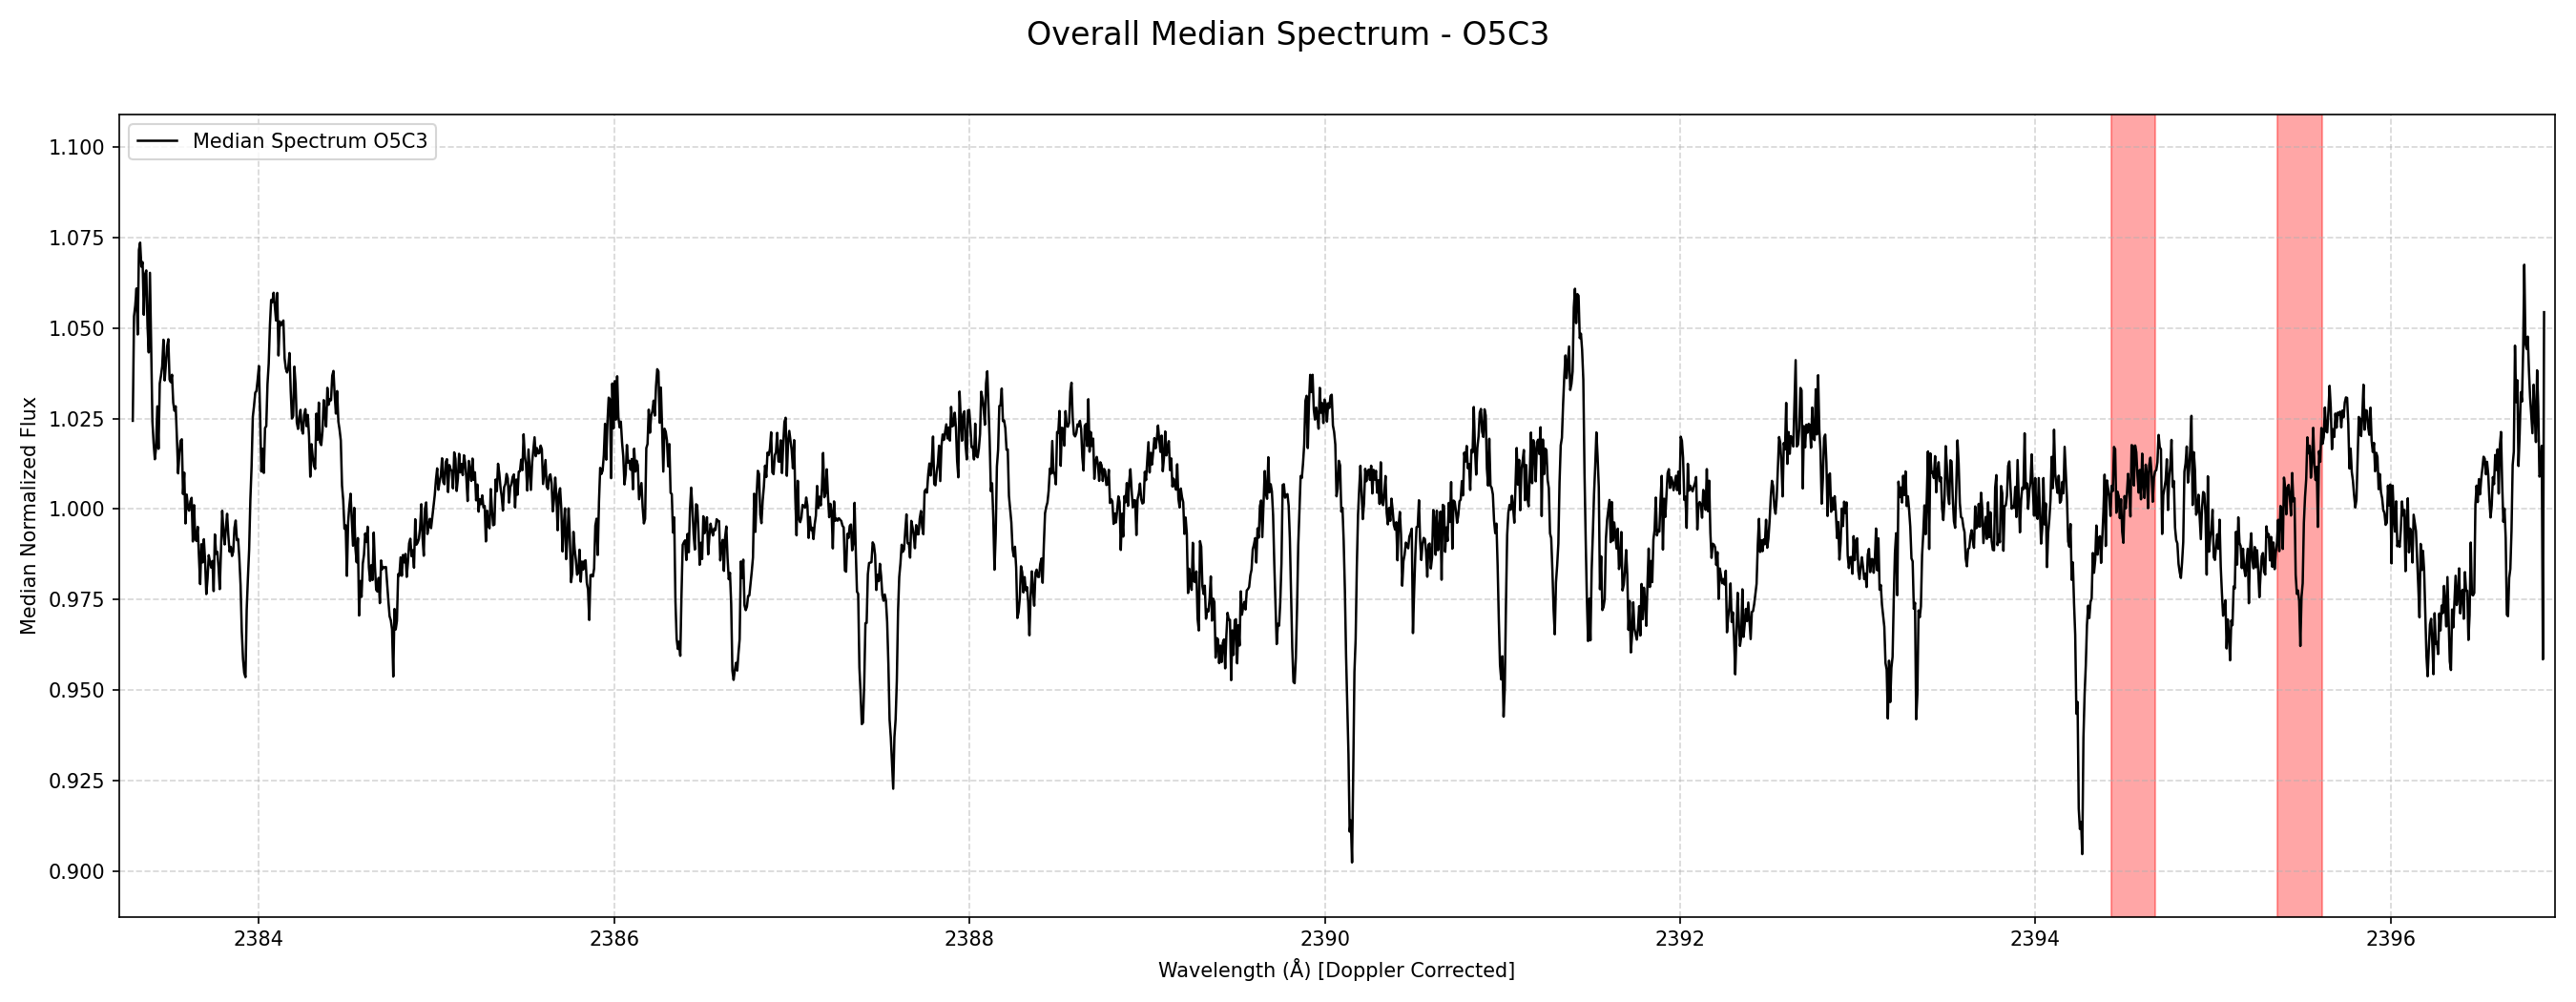 Overall Median Spectrum - O5C3
Median Spectrum O5C3
1.100
1.075
1.050
1.025
1.000
0.975
0.950
0.925
0.900
Median Normalized Flux
2384 2386 2388 2390 2392 2394 2396
Wavelength (Å) [Doppler Corrected]